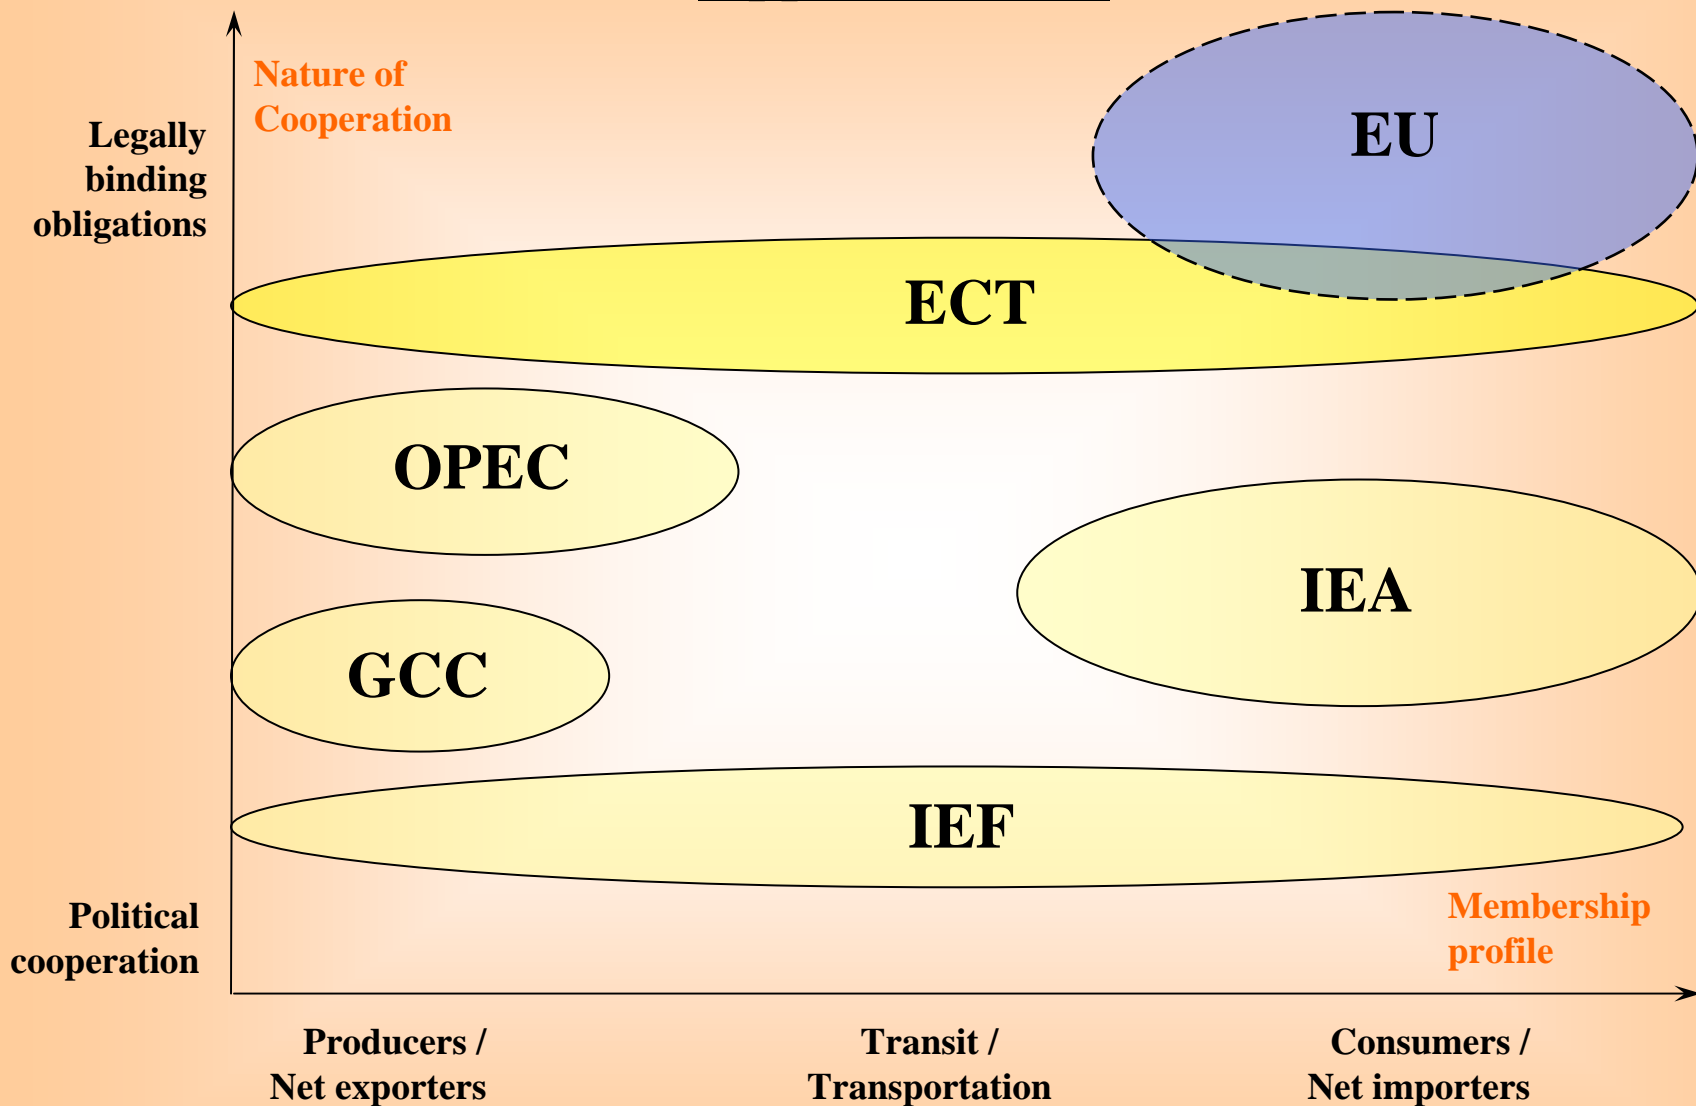 Nature of
Cooperation
Legally
binding
obligations
EU
ECT
OPEC
IEA
GCC
IEF
Political
cooperation
Membership
profile
Producers /
Net exporters
Transit /
Transportation
Consumers /
Net importers